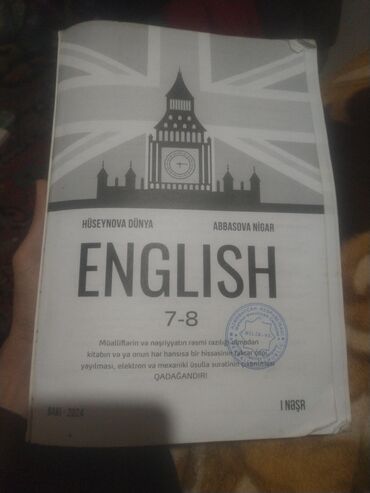 HÜSEYNOVA DÜNYA
ABBASOVA NİGAR
ENGLISH
7-8
Müəlliflərin və nəşriyyatın rəsmi razılığı olmadan
kitabın və ya onun hər hansısa bir hissəsinin təkrar çapı,
yayılması, elektron və mexaniki üsulla surətinin
QADAĞANDIR!
BAKI - 2024
I NƏŞR